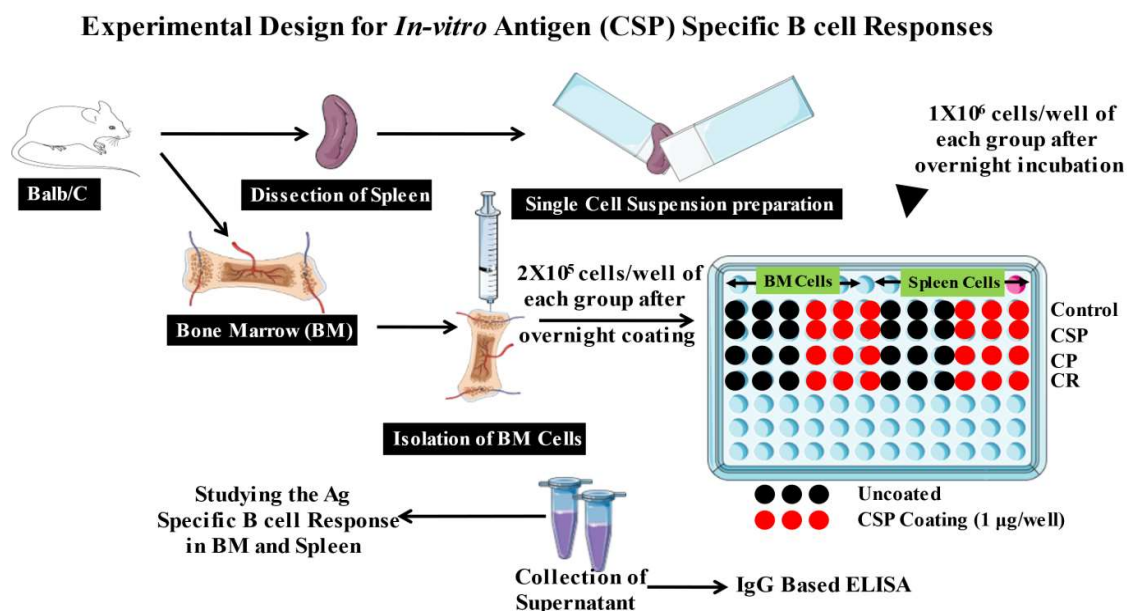 Experimental Design for In-vitro Antigen (CSP) Specific B cell Responses
1X10⁶ cells/well of
each group after
overnight incubation
Balb/C
Dissection of Spleen
Single Cell Suspension preparation
2X10⁵ cells/well of
each group after
overnight coating
Bone Marrow (BM)
Isolation of BM Cells
BM Cells
Spleen Cells
Control
CSP
CP
CR
Uncoated
CSP Coating (1 µg/well)
Studying the Ag
Specific B cell Response
in BM and Spleen
Collection of
Supernatant
IgG Based ELISA